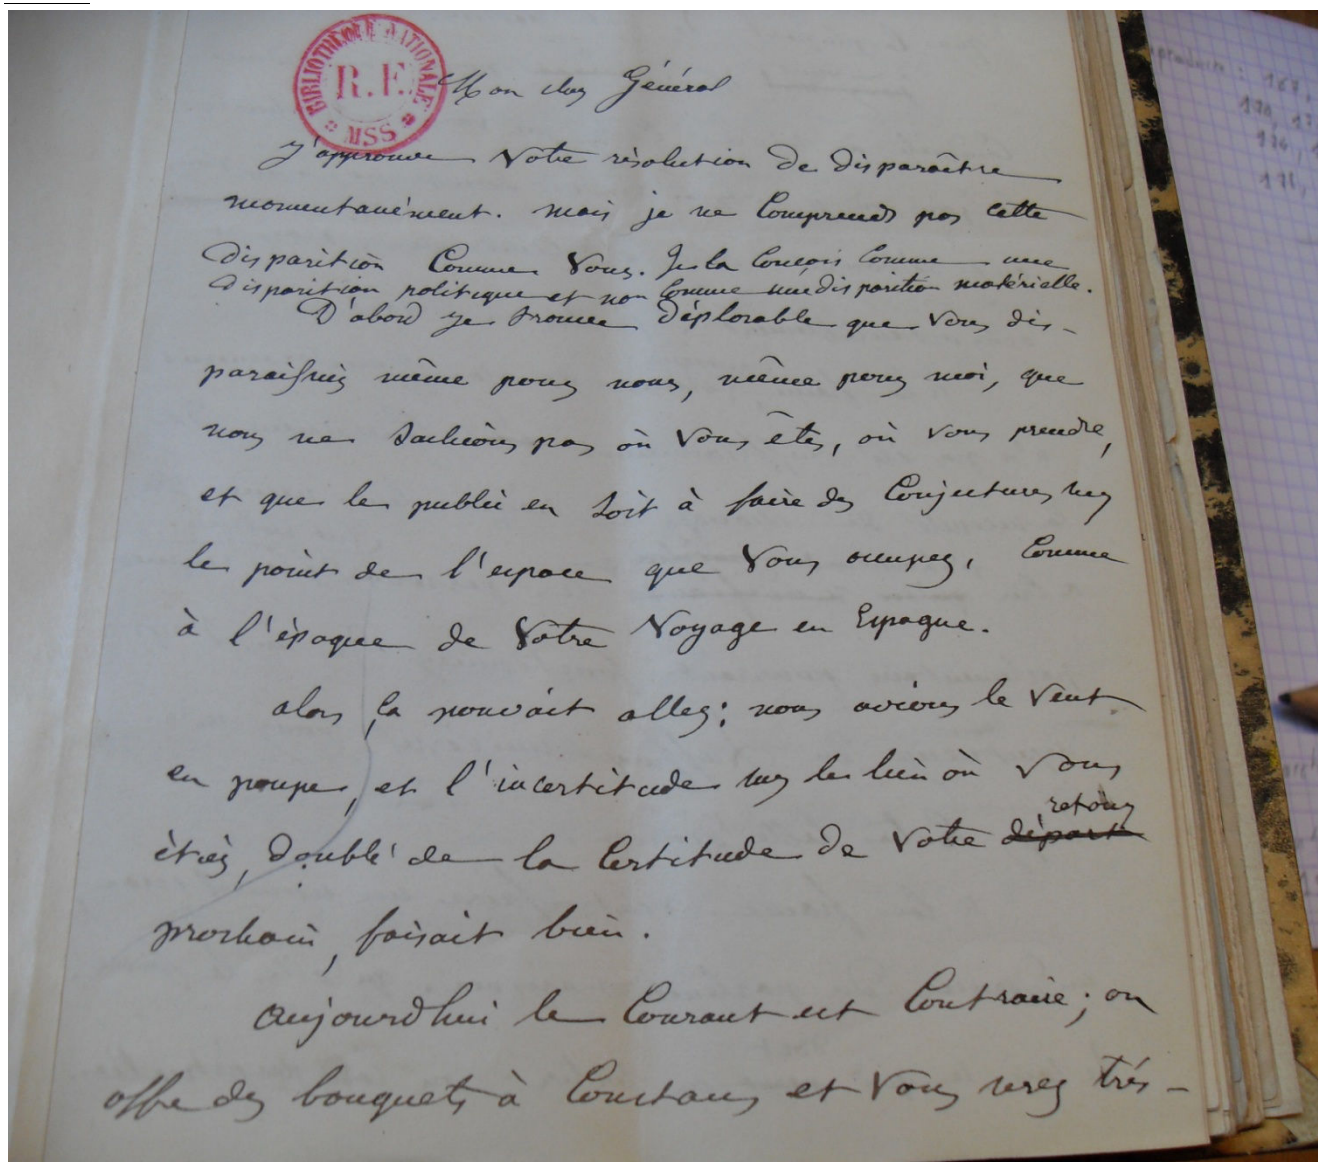 BIBLIOTHEQUE NATIONALE
R.F.
MSS
Mon cher Général
J'approuve Votre résolution de disparaître
momentanément. mais je ne Comprends pas cette
disparition Comme Vous. Je la Conçois Comme une
disparition politique et non Comme une disparition matérielle.
D'abord je trouve déplorable que Vous dis-
paraissiez même pour nous, même pour moi, que
nous ne sachions pas où Vous êtes, où vous prendre,
et que le public en soit à faire des Conjectures sur
le point de l'espace que Vous occupez, Comme
à l'époque de Votre Voyage en Espagne.
alors ça pouvait aller; nous avions le Vent
en poupe, et l'incertitude sur le lieu où Vous
retour
étiez, doublé de la Certitude de Votre départ
prochain, faisait bien.
aujourd'hui le Courant est Contraire; on
offre des bouquets à Constans et Vous serez très-
167,
170, 17
174,